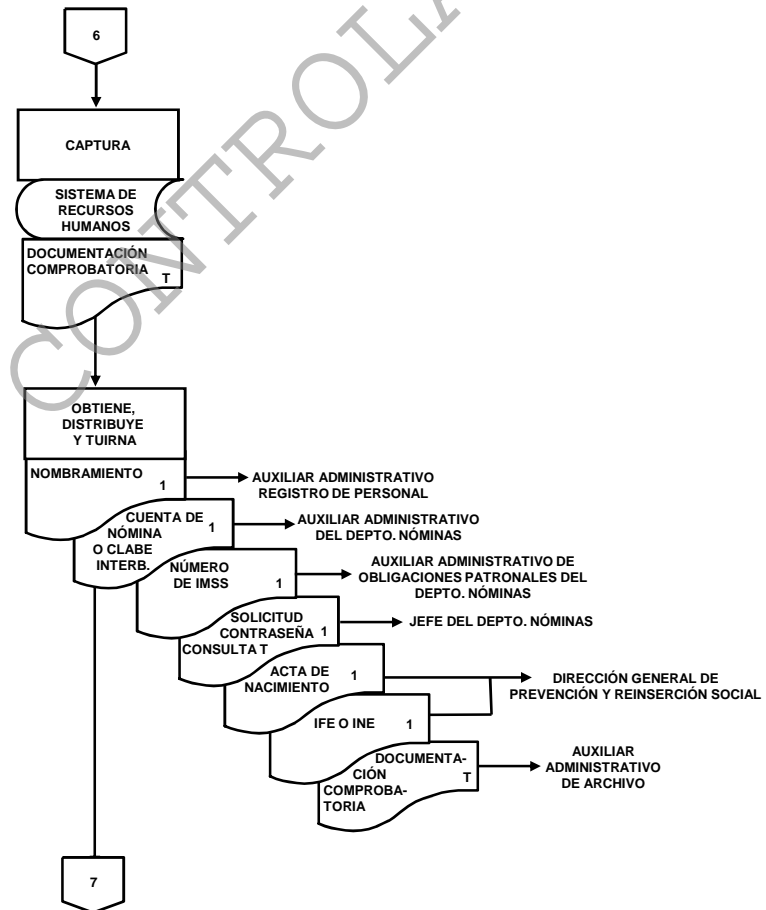 6
CAPTURA
SISTEMA DE
RECURSOS
HUMANOS
DOCUMENTACIÓN
COMPROBATORIA
T
OBTIENE,
DISTRIBUYE
Y TUIRNA
NOMBRAMIENTO
1
AUXILIAR ADMINISTRATIVO
REGISTRO DE PERSONAL
CUENTA DE
NÓMINA
O CLABE
INTERB.
1
AUXILIAR ADMINISTRATIVO
DEL DEPTO. NÓMINAS
NÚMERO
DE IMSS
1
AUXILIAR ADMINISTRATIVO DE
OBLIGACIONES PATRONALES DEL
DEPTO. NÓMINAS
SOLICITUD
CONTRASEÑA 1
CONSULTA T
JEFE DEL DEPTO. NÓMINAS
ACTA DE
NACIMIENTO
1
DIRECCIÓN GENERAL DE
PREVENCIÓN Y REINSERCIÓN SOCIAL
IFE O INE
1
DOCUMENTA-
CIÓN
COMPROBA-
TORIA
T
AUXILIAR
ADMINISTRATIVO
DE ARCHIVO
7
CONTROLA